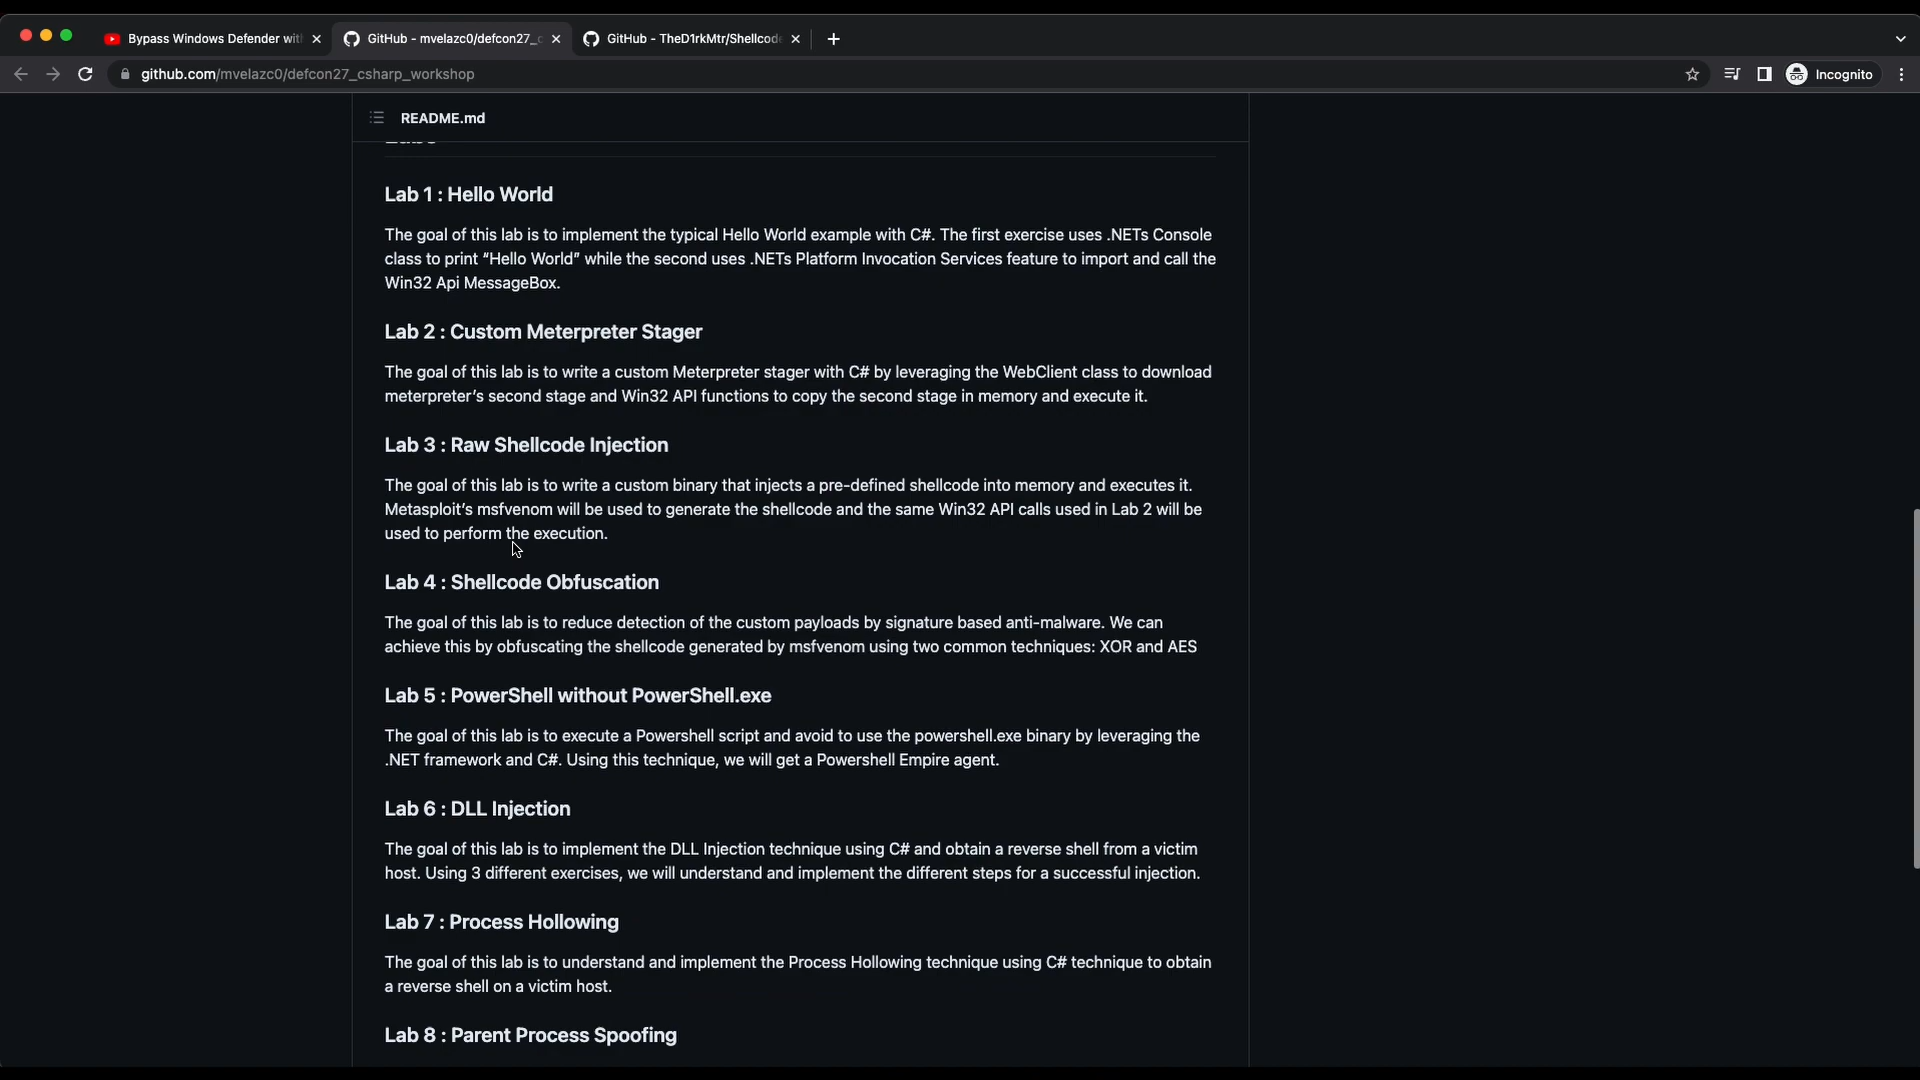 Bypass Windows Defender wit
GitHub - mvelazc0/defcon27_c
GitHub - TheD1rkMtr/Shellcod
github.com/mvelazc0/defcon27_csharp_workshop
Incognito
README.md
Lab 1 : Hello World
The goal of this lab is to implement the typical Hello World example with C#. The first exercise uses .NETs Console
class to print “Hello World” while the second uses .NETs Platform Invocation Services feature to import and call the
Win32 Api MessageBox.
Lab 2 : Custom Meterpreter Stager
The goal of this lab is to write a custom Meterpreter stager with C# by leveraging the WebClient class to download
meterpreter’s second stage and Win32 API functions to copy the second stage in memory and execute it.
Lab 3 : Raw Shellcode Injection
The goal of this lab is to write a custom binary that injects a pre-defined shellcode into memory and executes it.
Metasploit’s msfvenom will be used to generate the shellcode and the same Win32 API calls used in Lab 2 will be
used to perform the execution.
Lab 4 : Shellcode Obfuscation
The goal of this lab is to reduce detection of the custom payloads by signature based anti-malware. We can
achieve this by obfuscating the shellcode generated by msfvenom using two common techniques: XOR and AES
Lab 5 : PowerShell without PowerShell.exe
The goal of this lab is to execute a Powershell script and avoid to use the powershell.exe binary by leveraging the
.NET framework and C#. Using this technique, we will get a Powershell Empire agent.
Lab 6 : DLL Injection
The goal of this lab is to implement the DLL Injection technique using C# and obtain a reverse shell from a victim
host. Using 3 different exercises, we will understand and implement the different steps for a successful injection.
Lab 7 : Process Hollowing
The goal of this lab is to understand and implement the Process Hollowing technique using C# technique to obtain
a reverse shell on a victim host.
Lab 8 : Parent Process Spoofing